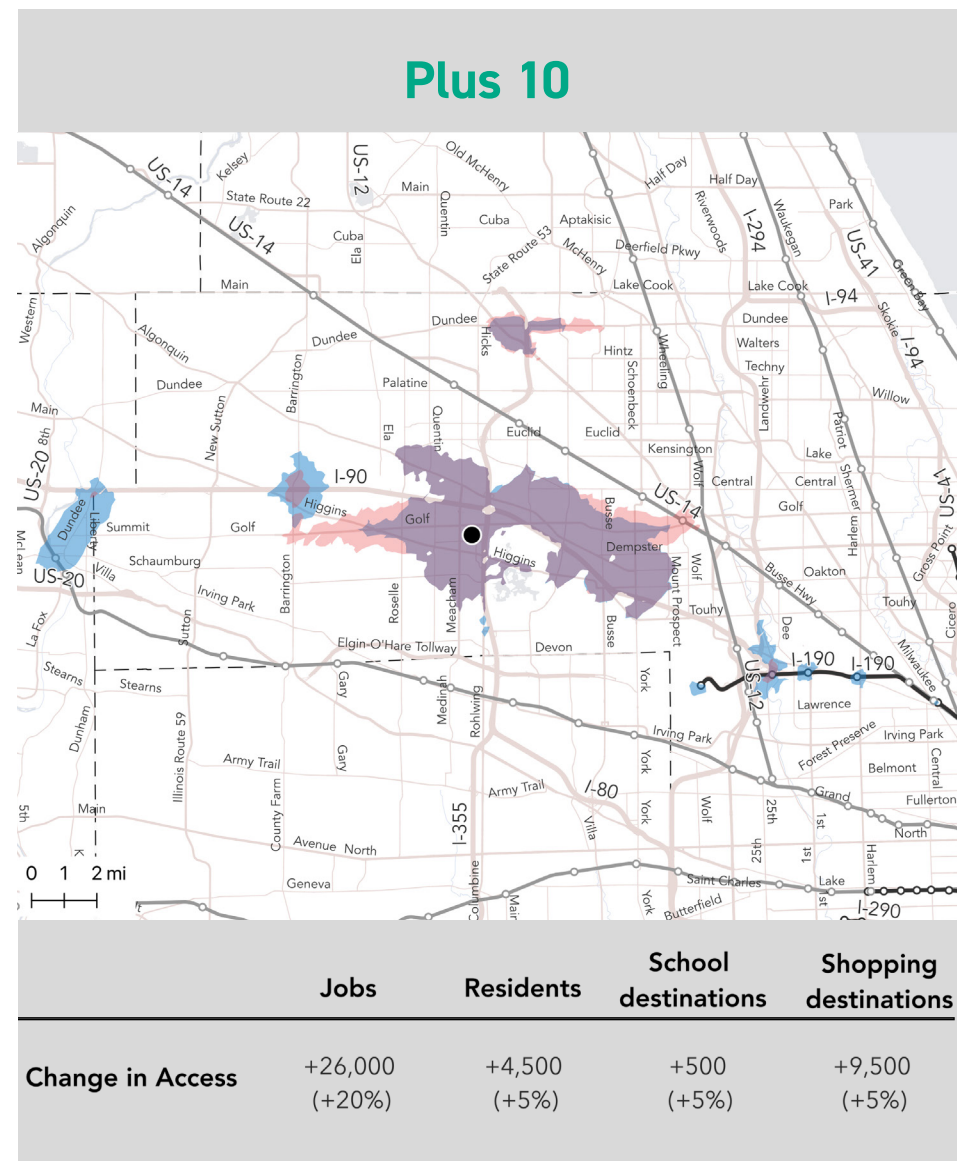 Plus 10
US-14
Kelsey
US-12
Old McHenry
Half Day
Half Day
Main
State Route 22
Quentin
Riverwoods
I-294
Waukegan
Park
Algonquin
US-14
Cuba
Ela
Cuba
Aptakisic
State Route 53
McHenry
Deerfield Pkwy
US-41
Green Bay
Main
Lake Cook
Lake Cook
I-94
Western
Dundee
Hicks
Dundee
Skokie
I-94
Algonquin
Dundee
Barrington
Hintz
Wheeling
Walters
Techny
Schoenbeck
Landwehr
Dundee
Palatine
Willow
Main
New Sutton
Ela
Quentin
Euclid
Euclid
Patriot
US-20
8th
Kensington
Lake
Wolf
Central
Central
Shermer
US-41
I-90
US-14
Higgins
Golf
Busse
Golf
Harlem
Dundee
Liberty
Summit
Golf
McLean
Schaumburg
Higgins
Dempster
Gross Point
US-20
Villa
Wolf
Mount Prospect
Oakton
Busse Hwy
Irving Park
Barrington
Roselle
Meacham
Busse
Touhy
Touhy
Cicero
La Fox
Sutton
Elgin-O'Hare Tollway
Devon
Dee
Milwaukee
I-190
I-190
Stearns
Stearns
Gary
Medinah
Rohlwing
York
US-12
Lawrence
Dunham
Illinois Route 59
Irving Park
Forest Preserve
Irving Park
Army Trail
Gary
York
Belmont
Central
Army Trail
I-80
Grand
Fullerton
5th
Main
County Farm
I-355
Villa
York
Wolf
25th
1st
North
K
Avenue North
25th
1st
Harlem
0 1 2 mi
Geneva
Columbine
Main
York
Saint Charles
Lake
Butterfield
1st
I-290
Jobs
Residents
School
destinations
Shopping
destinations
Change in Access
+26,000
+4,500
+500
+9,500
(+20%)
(+5%)
(+5%)
(+5%)